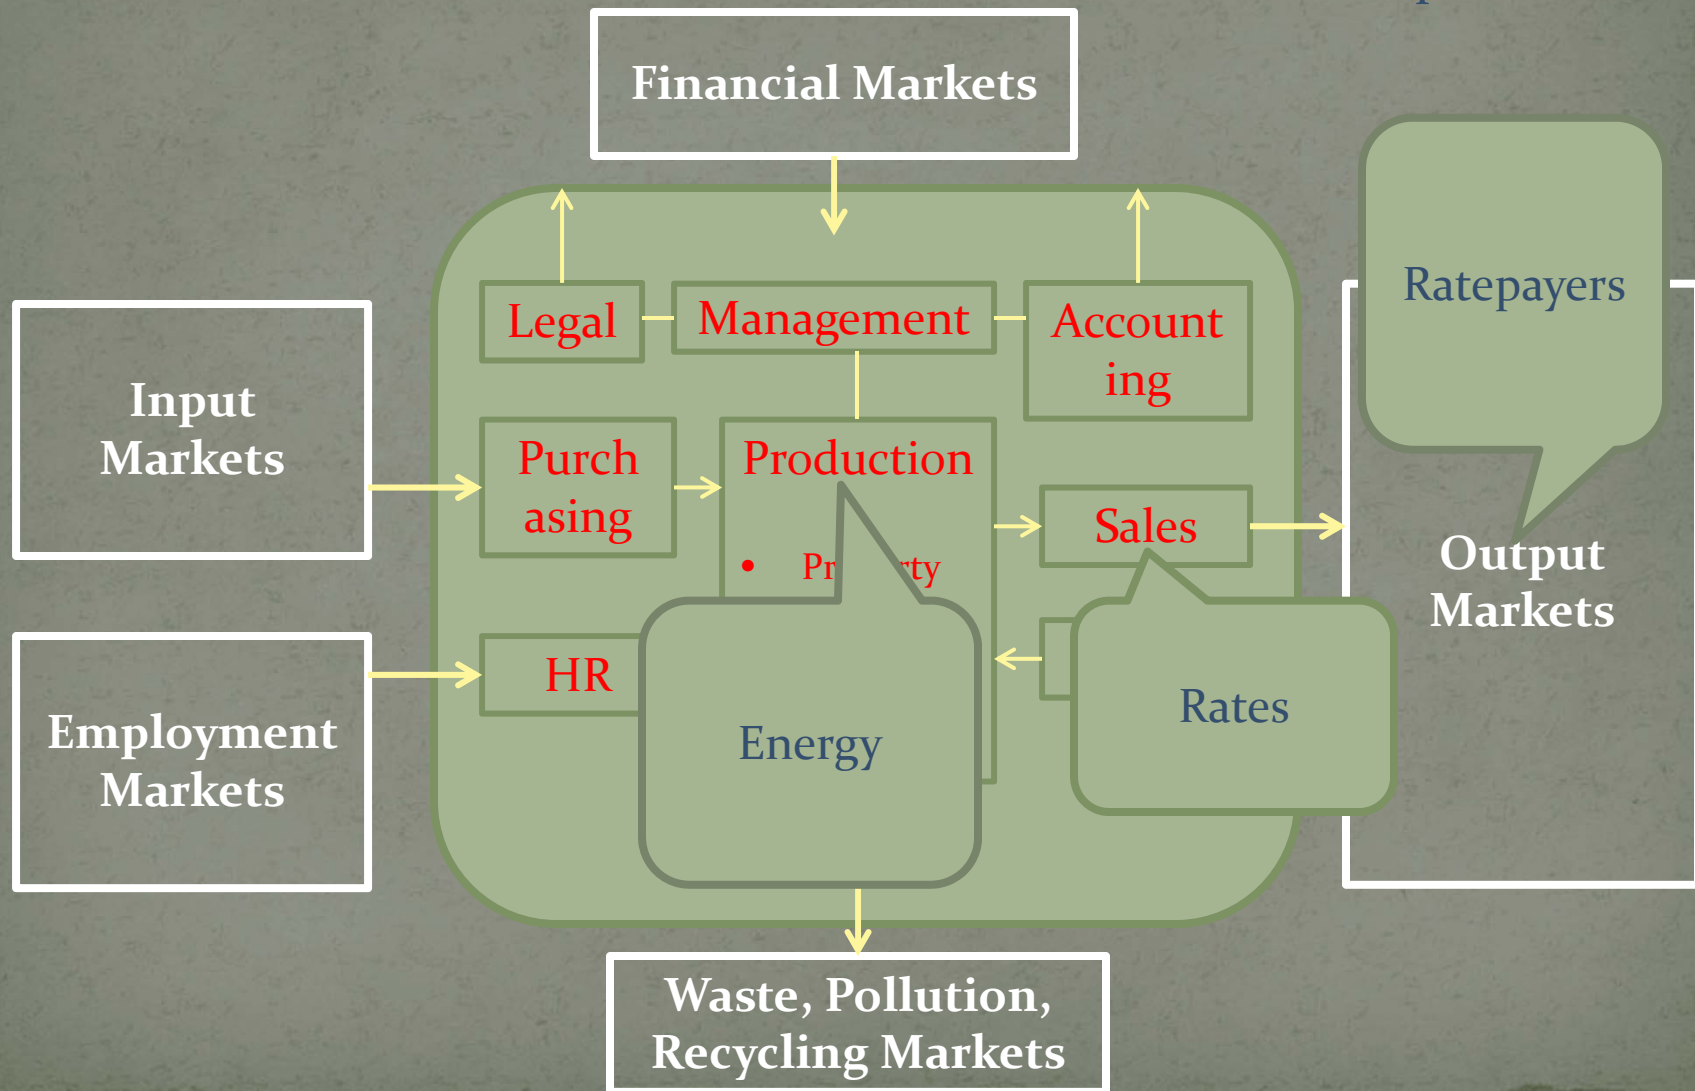 Financial Markets
Ratepayers
Legal
Management
Account
ing
Input
Markets
Purch
asing
Production
Sales
Output
Markets
•
HR
Energy
Rates
Employment
Markets
Waste, Pollution,
Recycling Markets